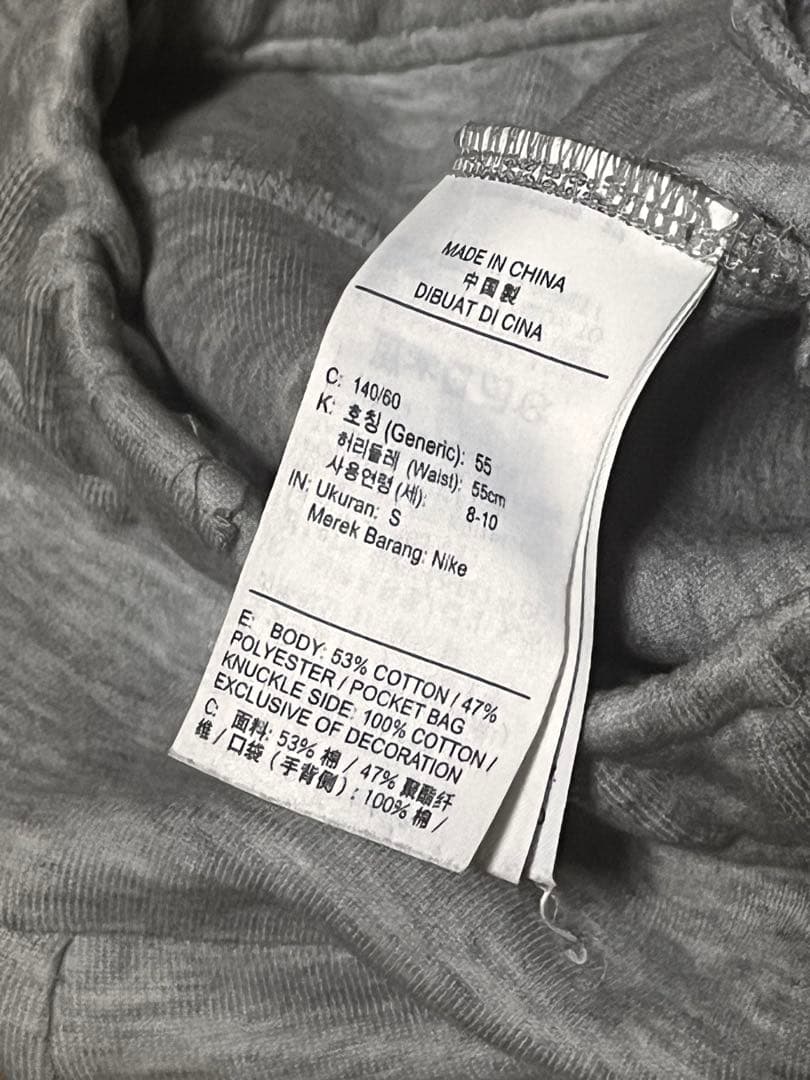 MADE IN CHINA
中国製
DIBUAT DI CINA
C: 140/60
K: 호칭 (Generic): 55
허리둘레 (Waist): 55cm
사용연령(세): 8-10
IN: Ukuran: S
Merek Barang: Nike
E: BODY: 53% COTTON / 47%
POLYESTER / POCKET BAG
KNUCKLE SIDE: 100% COTTON /
EXCLUSIVE OF DECORATION
C: 面料: 53% 棉 / 47% 聚酯纤
维 / 口袋 (手背侧) : 100% 棉 /